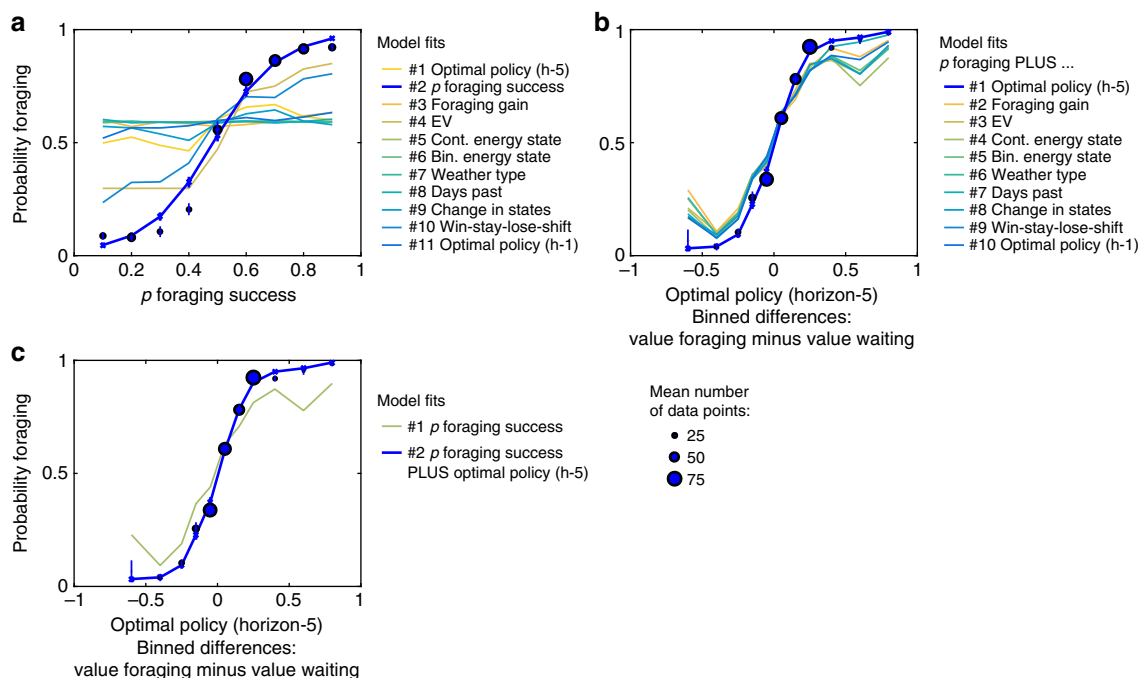 a
1
0.5
0
Probability foraging
0
0.2
0.4
0.6
0.8
1
p foraging success
Model fits
#1 Optimal policy (h-5)
#2 p foraging success
#3 Foraging gain
#4 EV
#5 Cont. energy state
#6 Bin. energy state
#7 Weather type
#8 Days past
#9 Change in states
#10 Win-stay-lose-shift
#11 Optimal policy (h-1)
b
1
0.5
0
Probability foraging
−1
−0.5
0
0.5
1
Optimal policy (horizon-5)
Binned differences:
value foraging minus value waiting
Model fits
p foraging PLUS ...
#1 Optimal policy (h-5)
#2 Foraging gain
#3 EV
#4 Cont. energy state
#5 Bin. energy state
#6 Weather type
#7 Days past
#8 Change in states
#9 Win-stay-lose-shift
#10 Optimal policy (h-1)
c
1
0.5
0
Probability foraging
−1
−0.5
0
0.5
1
Optimal policy (horizon-5)
Binned differences:
value foraging minus value waiting
Model fits
#1 p foraging success
#2 p foraging success
PLUS optimal policy (h-5)
Mean number
of data points:
25
50
75